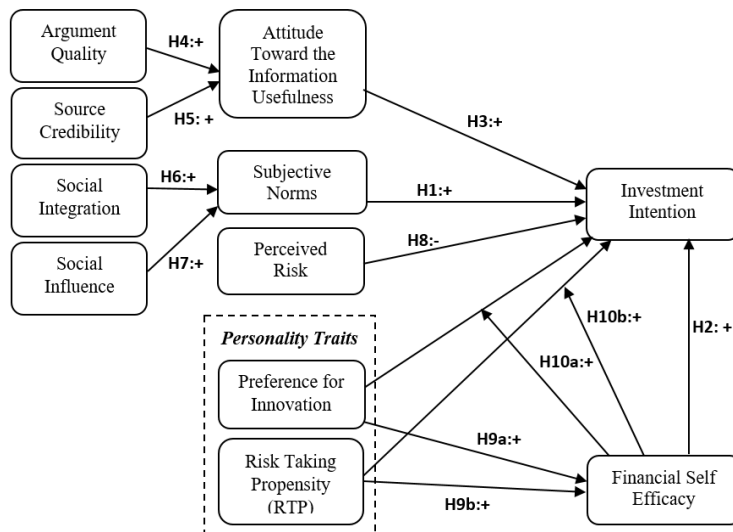 Argument
Quality
H4:+
Attitude
Toward the
Information
Usefulness
Source
Credibility
H5: +
H3:+
Social
Integration
H6:+
Subjective
Norms
H1:+
Investment
Intention
Social
Influence
H7:+
Perceived
Risk
H8:-
Personality Traits
H10b:+
H2: +
H10a:+
Preference for
Innovation
H9a:+
Risk Taking
Propensity
(RTP)
H9b:+
Financial Self
Efficacy